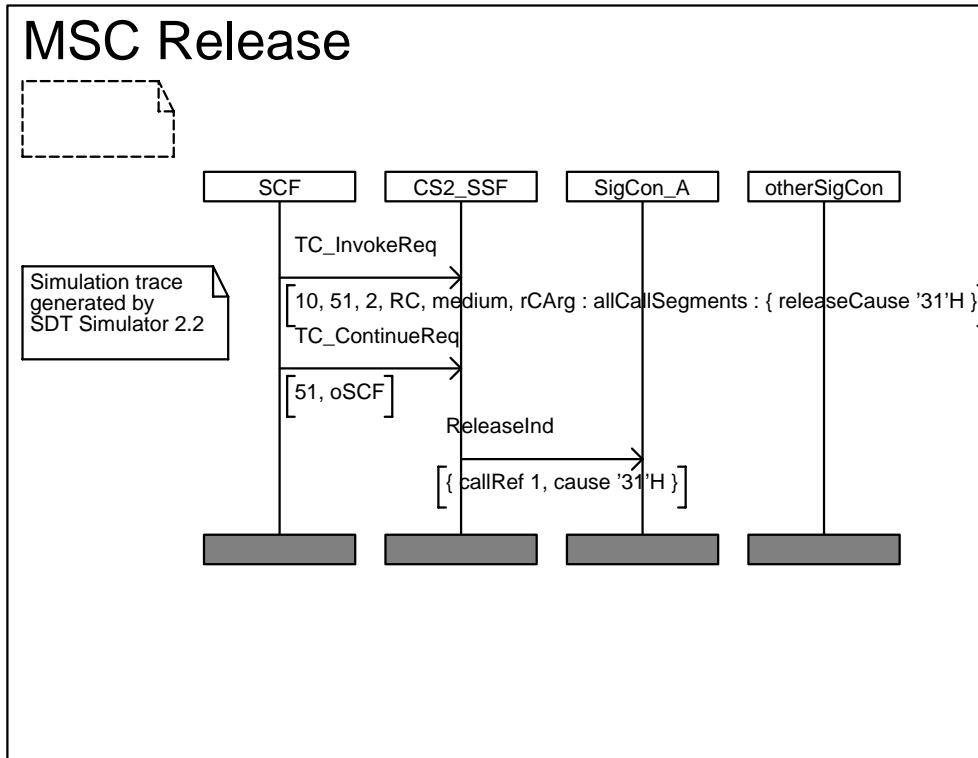 MSC Release
SCF
CS2_SSF
SigCon_A
otherSigCon
TC_InvokeReq
Simulation trace
generated by
SDT Simulator 2.2
10, 51, 2, RC, medium, rCArg : allCallSegments : { releaseCause ’31’H }
TC_ContinueReq
51, oSCF
ReleaseInd
{ callRef 1, cause ’31’H }